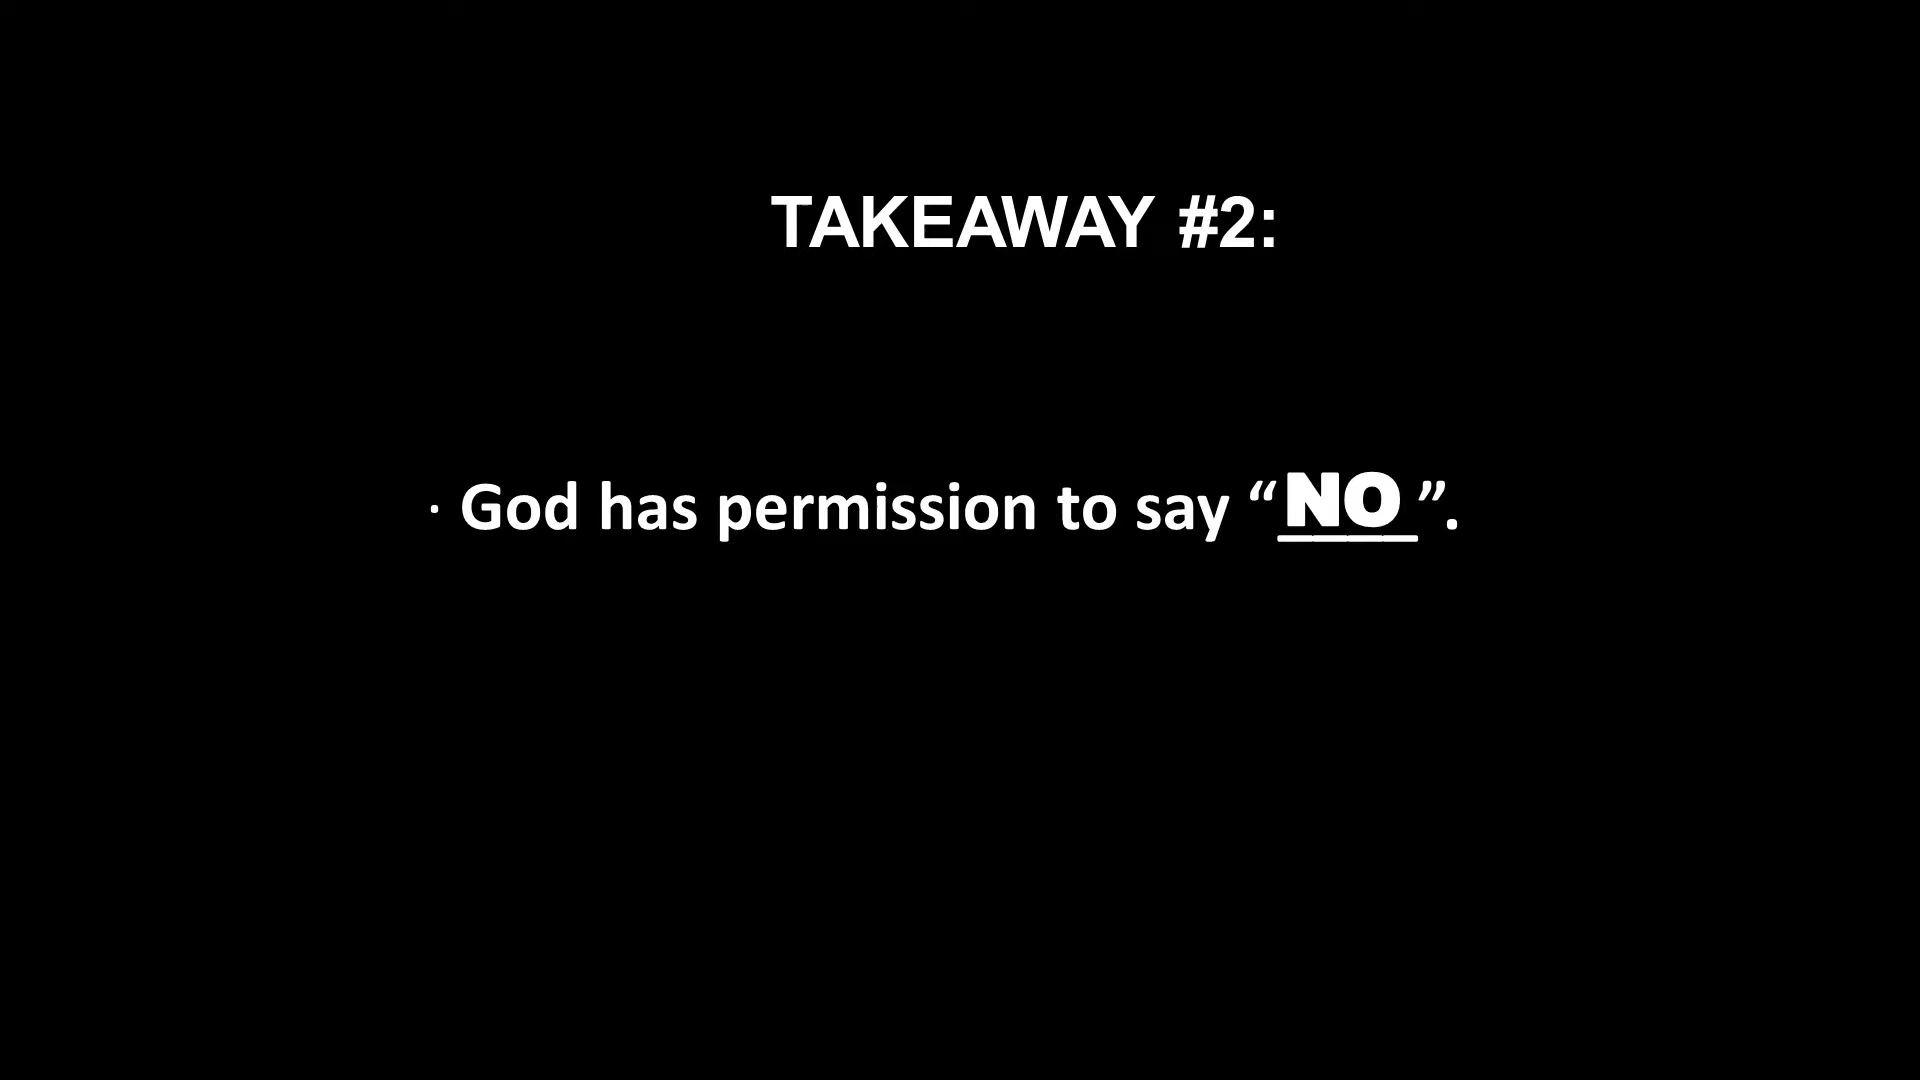 TAKEAWAY #2:
· God has permission to say “NO”.